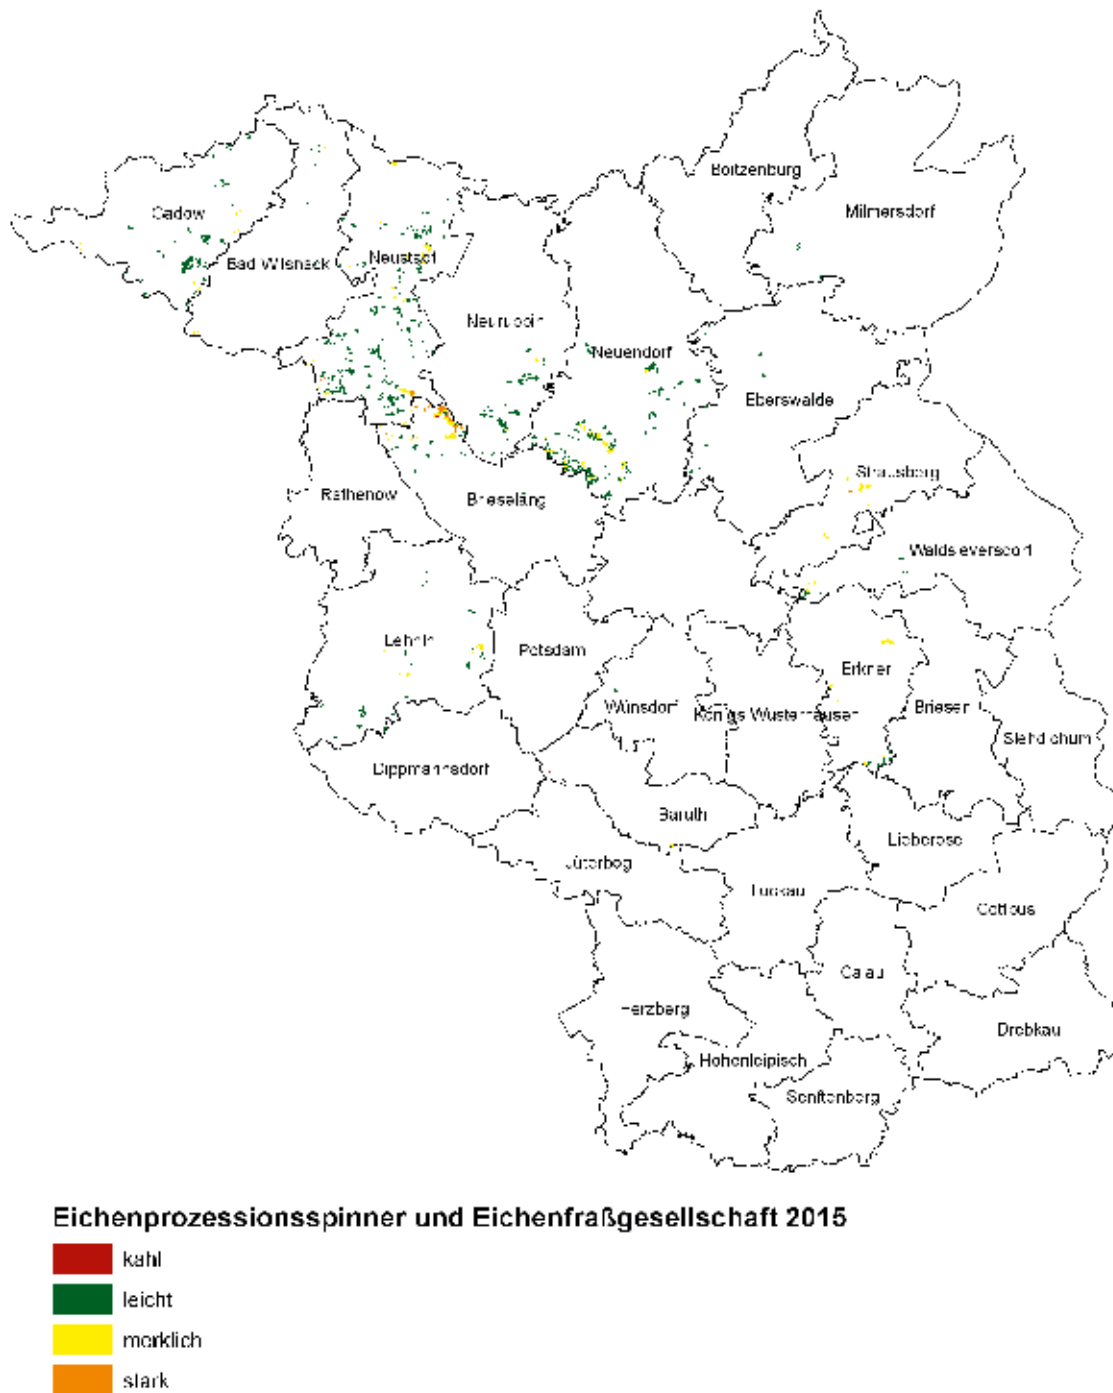 Boitzenburg
Milmersdorf
Gadow
Bad Wilsnack
Neustadt
Neuruppin
Neuendorf
Eberswalde
Strausberg
Rathenow
Brieselang
Waldsieversdorf
Lehnin
Potsdam
Erkner
Wünsdorf
Königs Wusterhausen
Briesen
Siehdichum
Dippmannsdorf
Baruth
Lieberose
Jüterbog
Luckau
Cottbus
Calau
Herzberg
Drebkau
Hohenleipisch
Senftenberg
Eichenprozessionsspinner und Eichenfraßgesellschaft 2015
kahl
leicht
merklich
stark